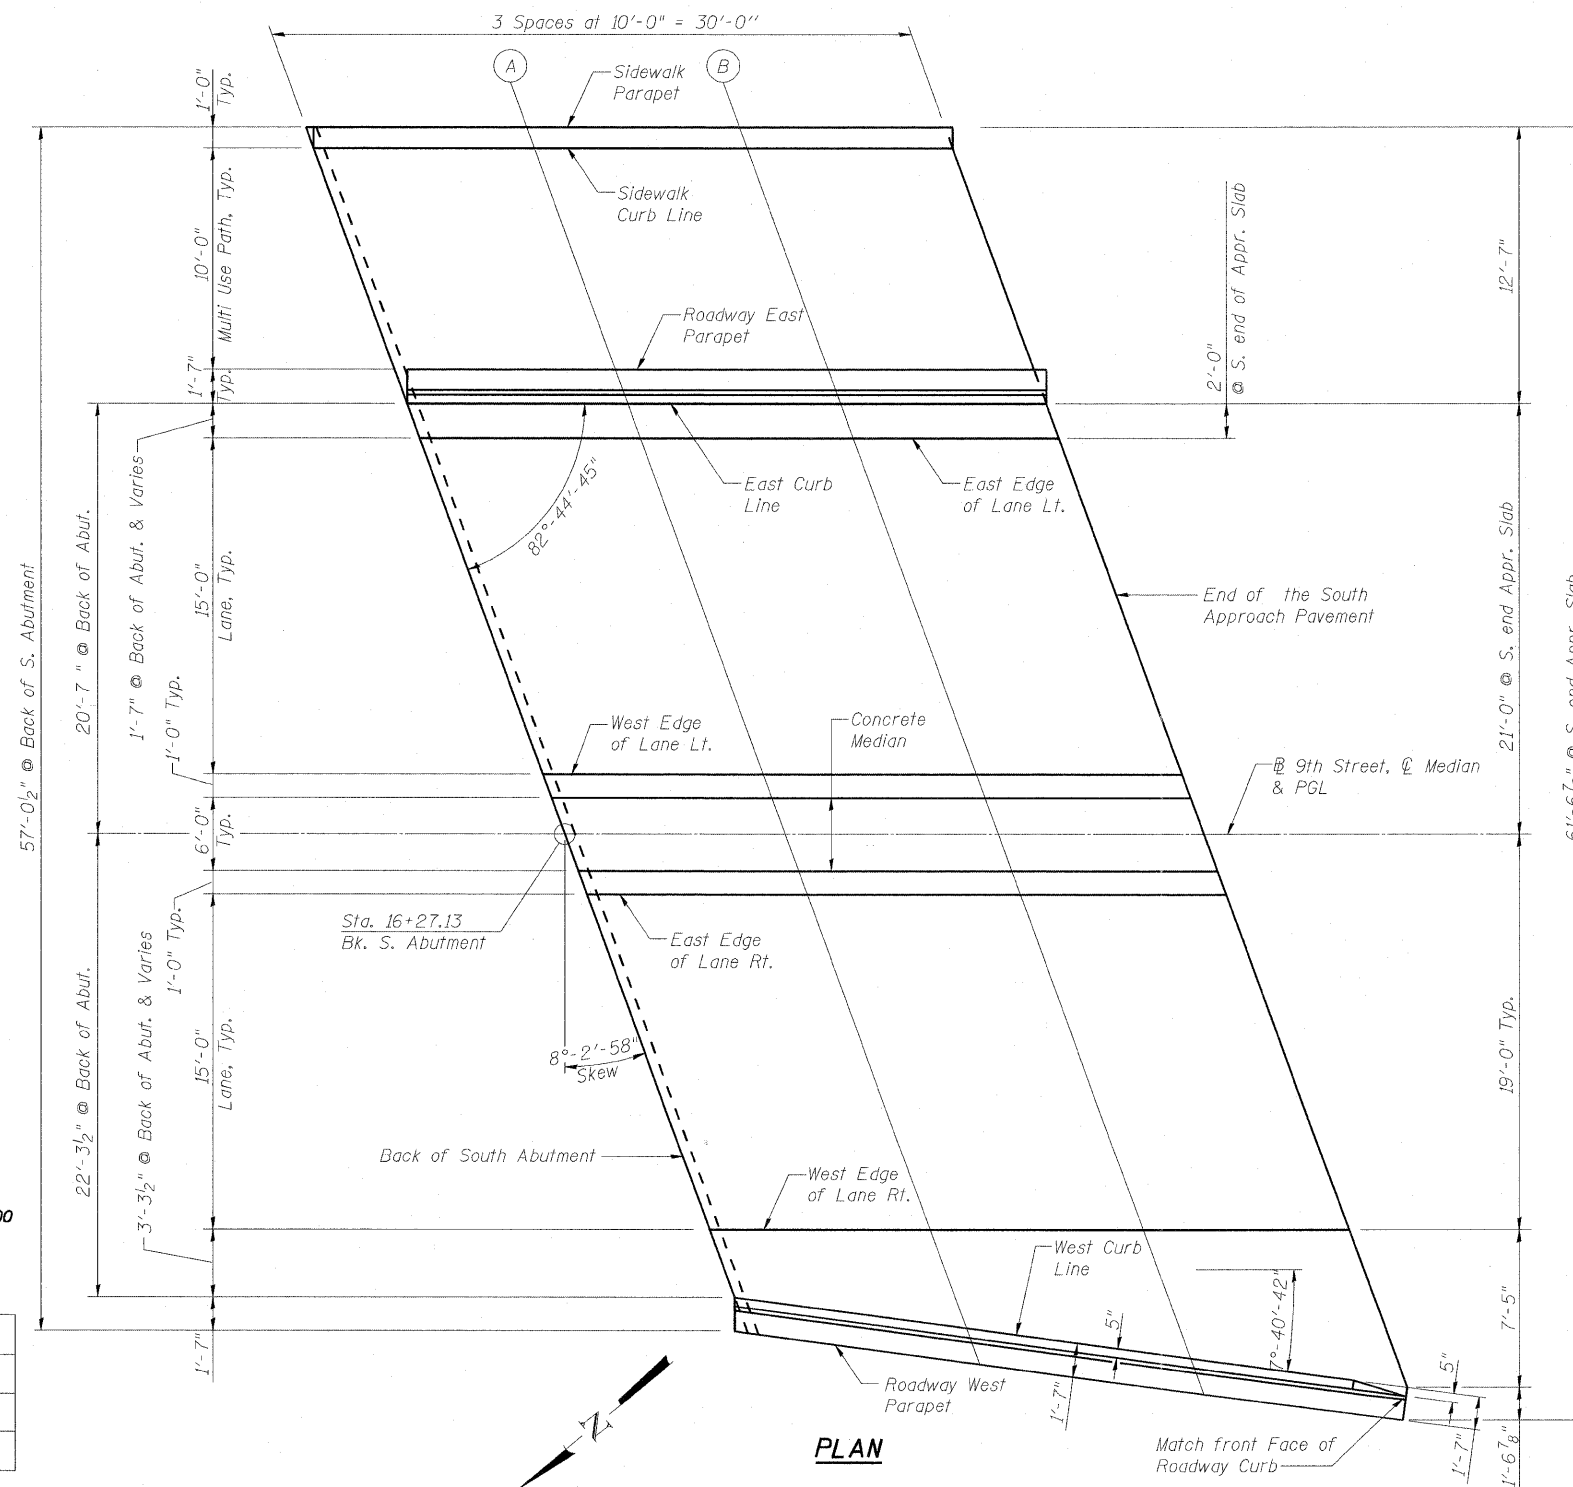 3 Spaces at 10'-0" = 30'-0"
A
B
Sidewalk
Parapet
1'-0"
Typ.
Sidewalk
Curb Line
10'-0"
Multi Use Path, Typ.
12'-7"
2'-0"
@ S. end of Appr. Slab
Roadway East
Parapet
1'-7"
Typ.
East Curb
Line
East Edge
of Lane Lt.
82°-44'-45"
1'-7" @ Back of Abut. & Varies
20'-7" @ Back of Abut.
15'-0"
Lane, Typ.
57'-0½" @ Back of S. Abutment
End of the South
Approach Pavement
21'-0" @ S. end Appr. Slab
61'-6⅞" @ S. end Appr. Slab
1'-0" Typ.
West Edge
of Lane Lt.
Concrete
Median
℄ 9th Street, ℄ Median
& PGL
6'-0"
Typ.
Sta. 16+27.13
Bk. S. Abutment
East Edge
of Lane Rt.
1'-0" Typ.
3'-3½" @ Back of Abut. & Varies
22'-3½" @ Back of Abut.
15'-0"
Lane, Typ.
19'-0" Typ.
8°-2'-58"
Skew
Back of South Abutment
West Edge
of Lane Rt.
West Curb
Line
7°-40'-42"
7'-5"
5"
5"
1'-7"
1'-7"
Roadway West
Parapet
1'-7"
1'-6⅞"
N
PLAN
Match front Face of
Roadway Curb